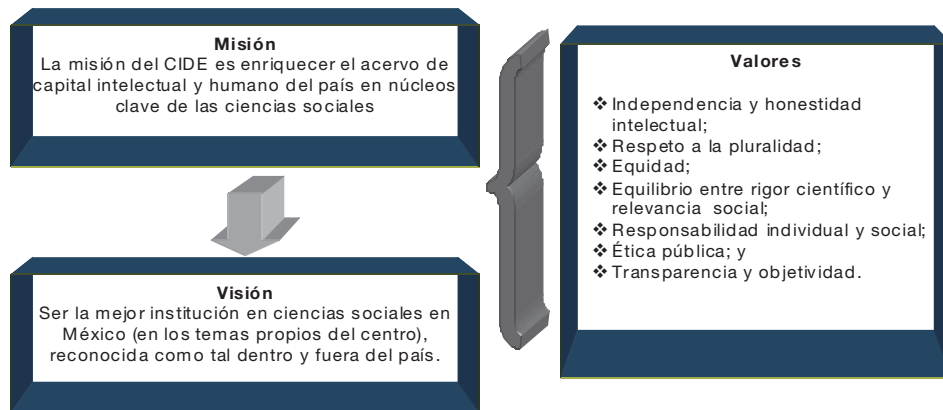 Misión
La misión del CIDE es enriquecer el acervo de
capital intelectual y humano del país en núcleos
clave de las ciencias sociales
Visión
Ser la mejor institución en ciencias sociales en
México (en los temas propios del centro),
reconocida como tal dentro y fuera del país.
Valores
❖ Independencia y honestidad
intelectual;
❖ Respeto a la pluralidad;
❖ Equidad;
❖ Equilibrio entre rigor científico y
relevancia social;
❖ Responsabilidad individual y social;
❖ Ética pública; y
❖ Transparencia y objetividad.